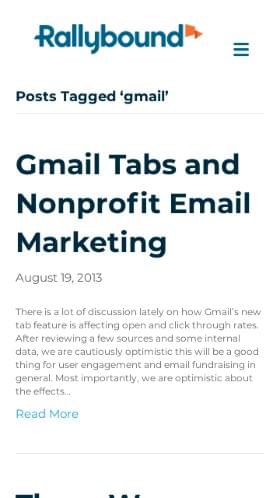 Rallybound
Posts Tagged ‘gmail’
Gmail Tabs and
Nonprofit Email
Marketing
August 19, 2013
There is a lot of discussion lately on how Gmail’s new
tab feature is affecting open and click through rates.
After reviewing a few sources and some internal
data, we are cautiously optimistic this will be a good
thing for user engagement and email fundraising in
general. Most importantly, we are optimistic about
the effects...
Read More